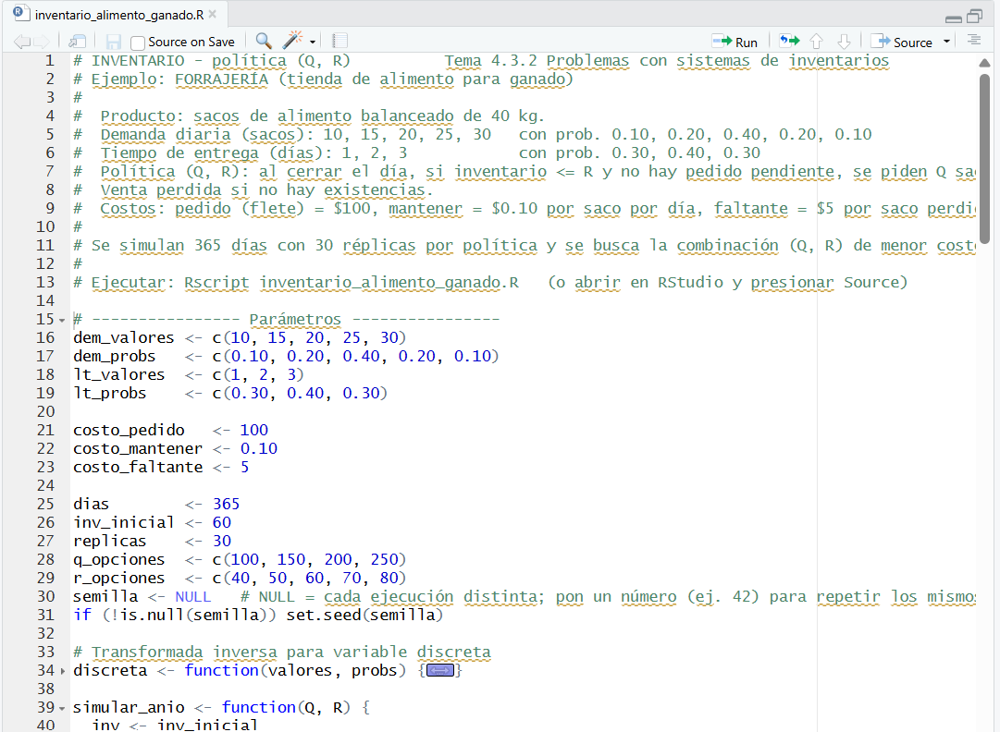 inventario_alimento_ganado.R
Source on Save Run Source
1 # INVENTARIO - política (Q, R)          Tema 4.3.2 Problemas con sistemas de inventarios
2 # Ejemplo: FORRAJERÍA (tienda de alimento para ganado)
3 #
4 #  Producto: sacos de alimento balanceado de 40 kg.
5 #  Demanda diaria (sacos): 10, 15, 20, 25, 30   con prob. 0.10, 0.20, 0.40, 0.20, 0.10
6 #  Tiempo de entrega (días): 1, 2, 3            con prob. 0.30, 0.40, 0.30
7 #  Política (Q, R): al cerrar el día, si inventario <= R y no hay pedido pendiente, se piden Q sa
8 #  Venta perdida si no hay existencias.
9 #  Costos: pedido (flete) = $100, mantener = $0.10 por saco por día, faltante = $5 por saco perdi
10 #
11 # Se simulan 365 días con 30 réplicas por política y se busca la combinación (Q, R) de menor cost
12 #
13 # Ejecutar: Rscript inventario_alimento_ganado.R   (o abrir en RStudio y presionar Source)
14
15 # ---------------- Parámetros ----------------
16 dem_valores <- c(10, 15, 20, 25, 30)
17 dem_probs   <- c(0.10, 0.20, 0.40, 0.20, 0.10)
18 lt_valores  <- c(1, 2, 3)
19 lt_probs    <- c(0.30, 0.40, 0.30)
20
21 costo_pedido   <- 100
22 costo_mantener <- 0.10
23 costo_faltante <- 5
24
25 dias        <- 365
26 inv_inicial <- 60
27 replicas    <- 30
28 q_opciones  <- c(100, 150, 200, 250)
29 r_opciones  <- c(40, 50, 60, 70, 80)
30 semilla <- NULL   # NULL = cada ejecución distinta; pon un número (ej. 42) para repetir los mismos
31 if (!is.null(semilla)) set.seed(semilla)
32
33 # Transformada inversa para variable discreta
34 discreta <- function(valores, probs) {}
38
39 simular_anio <- function(Q, R) {
40   inv <- inv_inicial